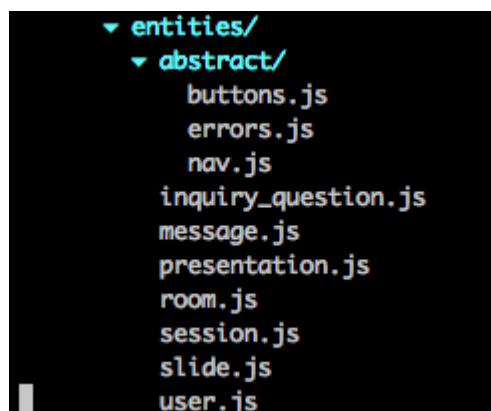 ▾ entities/
▾ abstract/
buttons.js
errors.js
nav.js
inquiry_question.js
message.js
presentation.js
room.js
session.js
slide.js
user.js